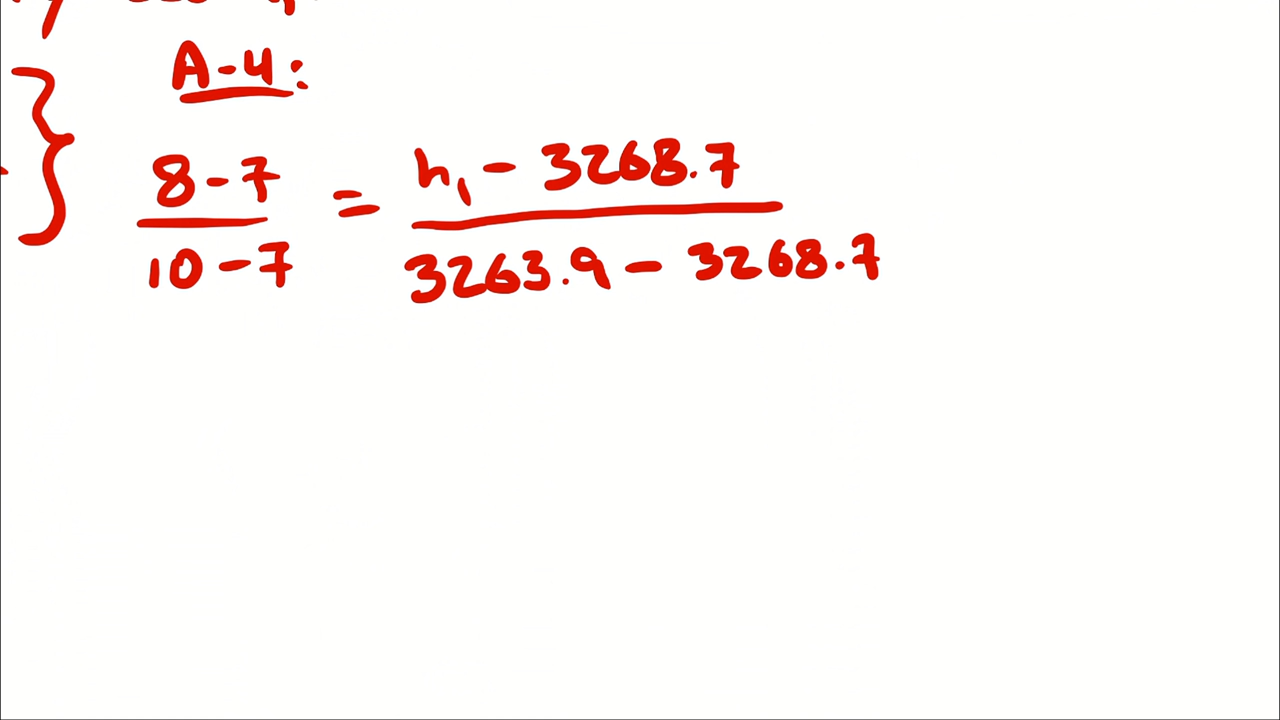 A-4:
8-7 / 10-7 = h₁ - 3268.7 / 3263.9 - 3268.7